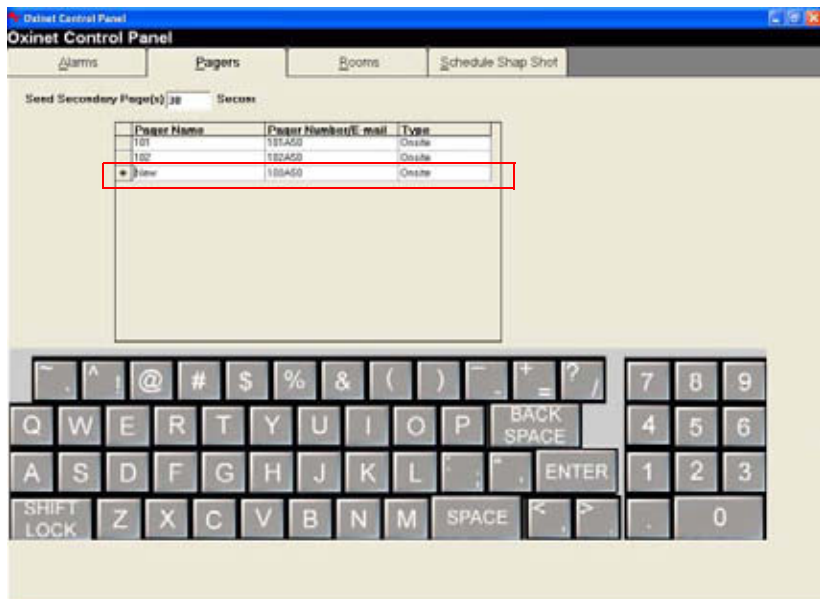 Oxinet Control Panel
Oxinet Control Panel
Alarms Pagers Rooms Schedule Shap Shot
Send Secondary Page(s) 30 Secon
Pager Name Pager Number/E-mail Type
101 101A50 Onsite
102 102A50 Onsite
New 100A50 Onsite
~ ^ ! @ # $ % & ( ) _ - + = ? / 7 8 9
Q W E R T Y U I O P BACK SPACE 4 5 6
A S D F G H J K L : ; " , ENTER 1 2 3
SHIFT LOCK Z X C V B N M SPACE < , > . . 0